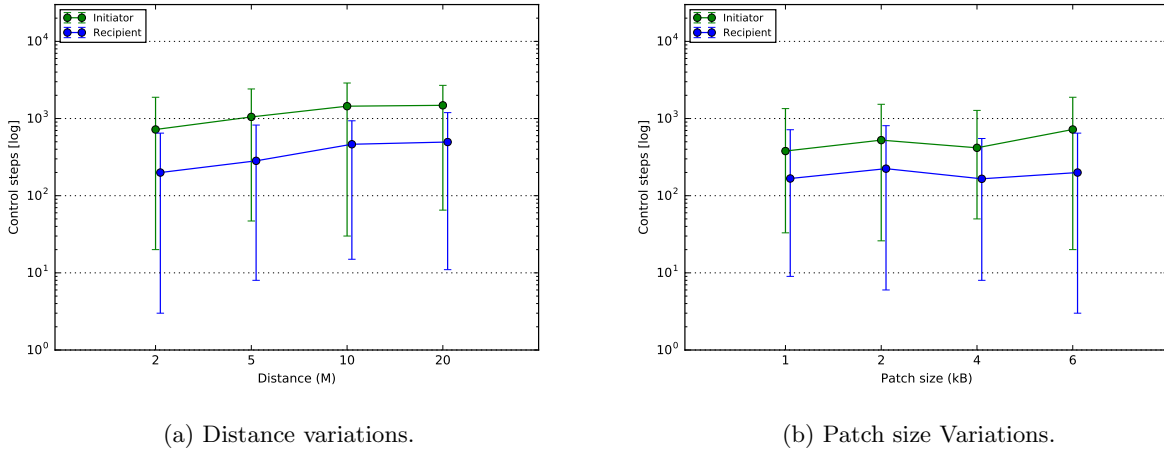 Initiator
Recipient
10^4
10^3
10^2
10^1
10^0
Control steps [log]
2 5 10 20
Distance (M)
(a) Distance variations.
Initiator
Recipient
10^4
10^3
10^2
10^1
10^0
Control steps [log]
1 2 4 6
Patch size (kB)
(b) Patch size Variations.